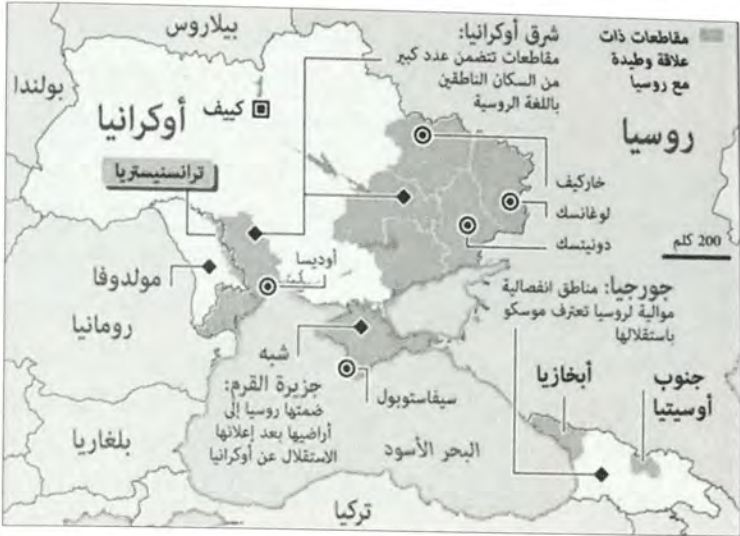 بيلاروس
شرق أوكرانيا:
مقاطعات تتضمن عدد كبير
من السكان الناطقين
باللغة الروسية
مقاطعات ذات
علاقة وطيدة
مع روسيا
بولندا
كييف
أوكرانيا
روسيا
ترانسنيستريا
خاركيف
لوغانسك
دونيتسك
200 كلم
أوديسا
مولدوفا
رومانيا
جورجيا: مناطق انفصالية
موالية لروسيا تعترف موسكو
باستقلالها
شبه
جزيرة القرم:
ضمتها روسيا إلى
أراضيها بعد إعلانها
الاستقلال عن أوكرانيا
سيفاستوبول
أبخازيا
جنوب
أوسيتيا
بلغاريا
البحر الأسود
تركيا